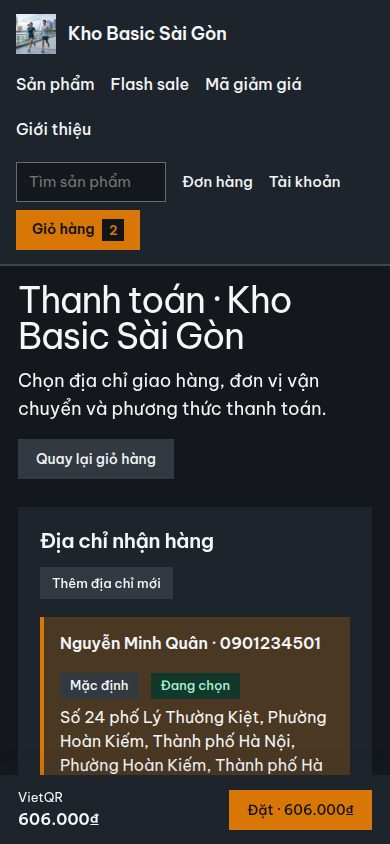 Kho Basic Sài Gòn
Sản phẩm Flash sale Mã giảm giá
Giới thiệu
Tìm sản phẩm Đơn hàng Tài khoản
Giỏ hàng 2
Thanh toán · Kho
Basic Sài Gòn
Chọn địa chỉ giao hàng, đơn vị vận
chuyển và phương thức thanh toán.
Quay lại giỏ hàng
Địa chỉ nhận hàng
Thêm địa chỉ mới
Nguyễn Minh Quân · 0901234501
Mặc định Đang chọn
Số 24 phố Lý Thường Kiệt, Phường
Hoàn Kiếm, Thành phố Hà Nội,
Phường Hoàn Kiếm, Thành phố Hà
VietQR
606.000₫
Đặt · 606.000₫